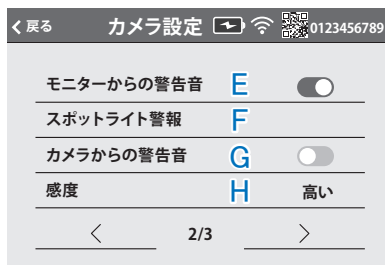 戻る カメラ設定 0123456789
モニターからの警告音 E
スポットライト警報 F
カメラからの警告音 G
感度 H 高い
2/3